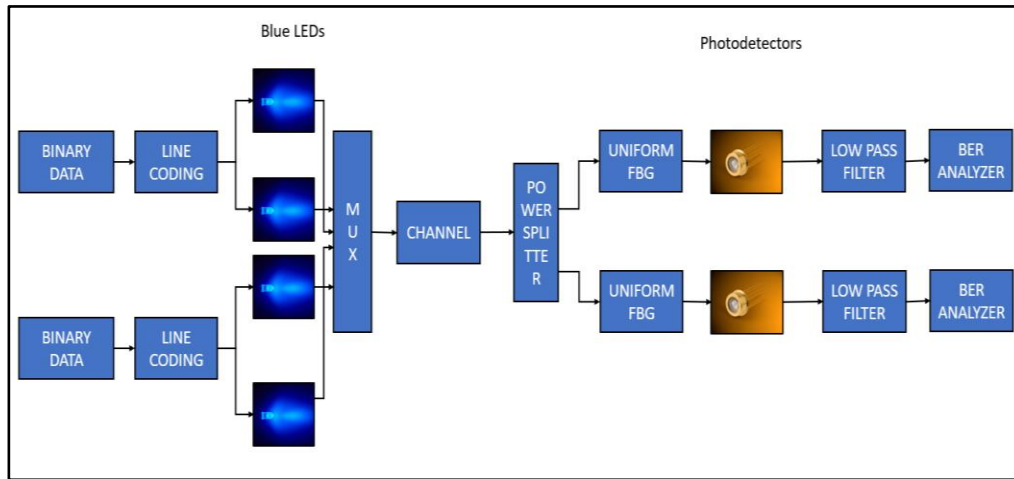 Blue LEDs
Photodetectors
BINARY
DATA
LINE
CODING
M
U
X
CHANNEL
PO
WER
SPLI
TTE
R
UNIFORM
FBG
LOW PASS
FILTER
BER
ANALYZER
BINARY
DATA
LINE
CODING
UNIFORM
FBG
LOW PASS
FILTER
BER
ANALYZER